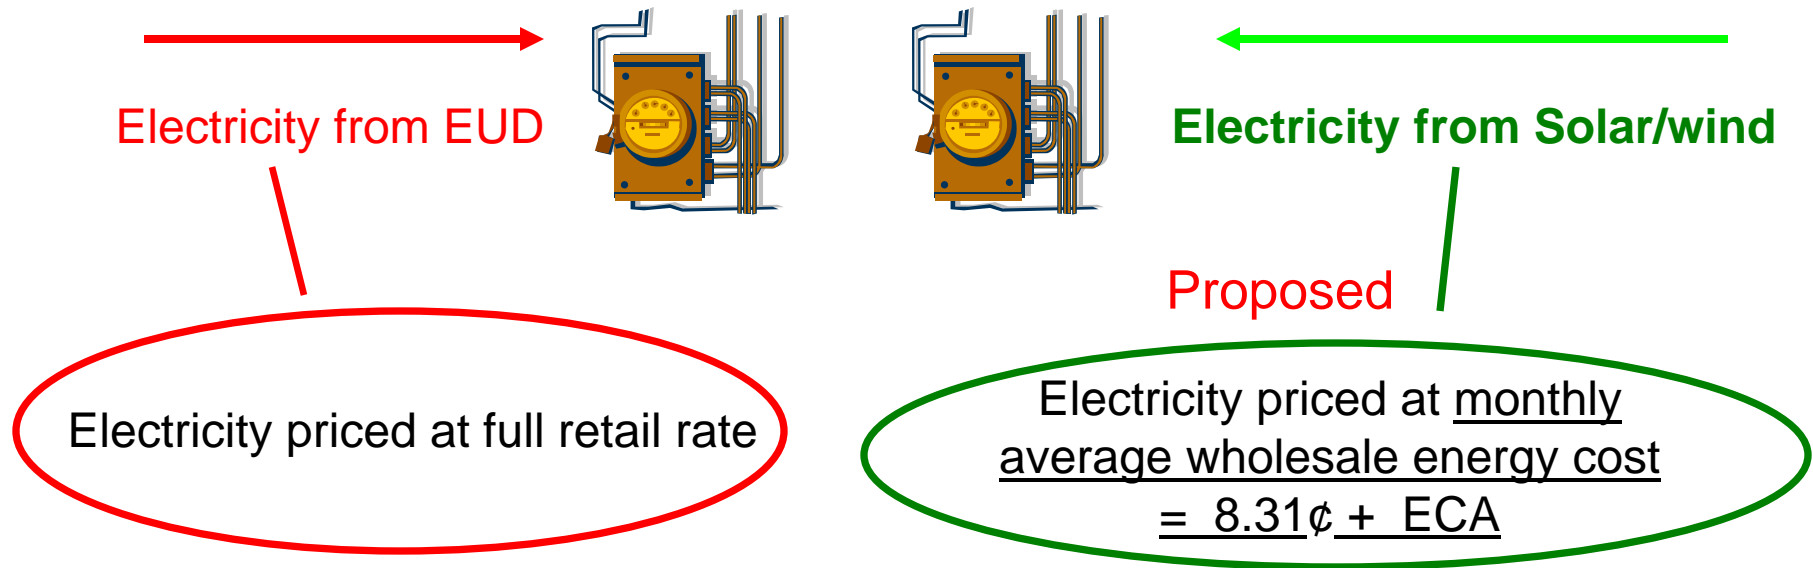 Electricity from EUD
Electricity priced at full retail rate
Electricity from Solar/wind
Proposed
Electricity priced at monthly
average wholesale energy cost
= 8.31¢ + ECA